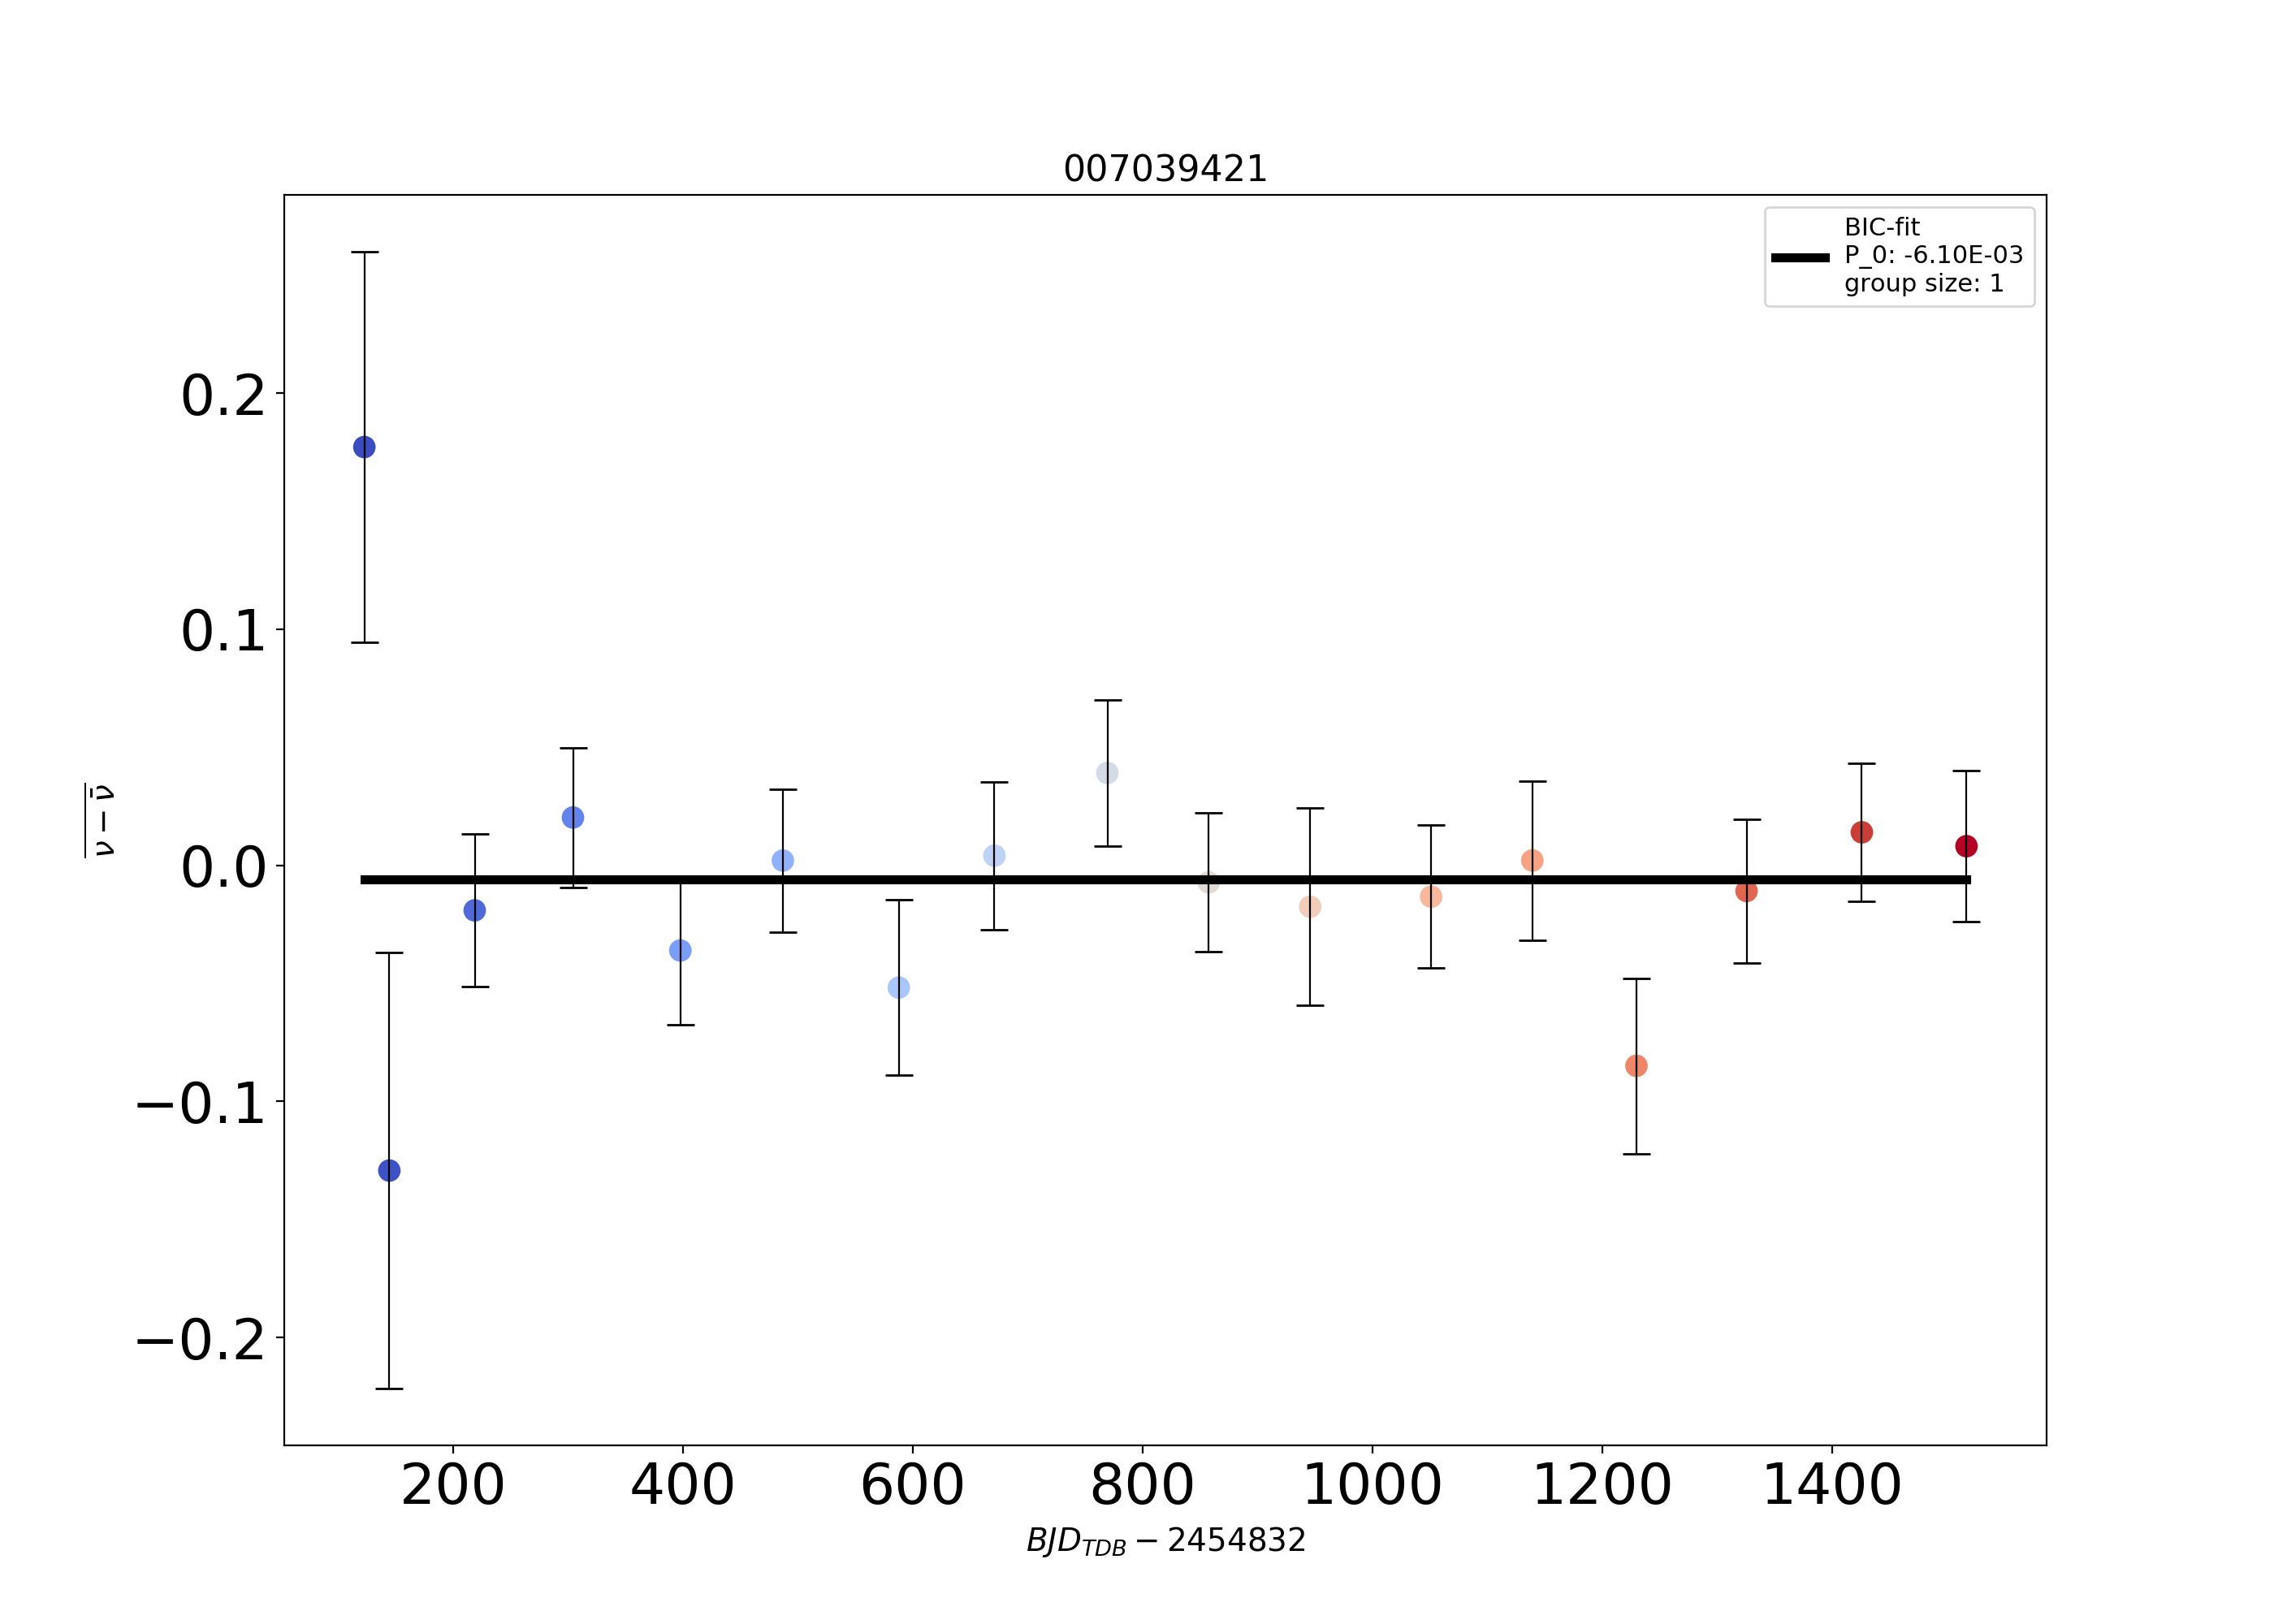 007039421
BIC-fit
P_0: -6.10E-03
group size: 1
0.2
0.1
0.0
−0.1
−0.2
ν − ν̄
200 400 600 800 1000 1200 1400
BJD_TDB − 2454832